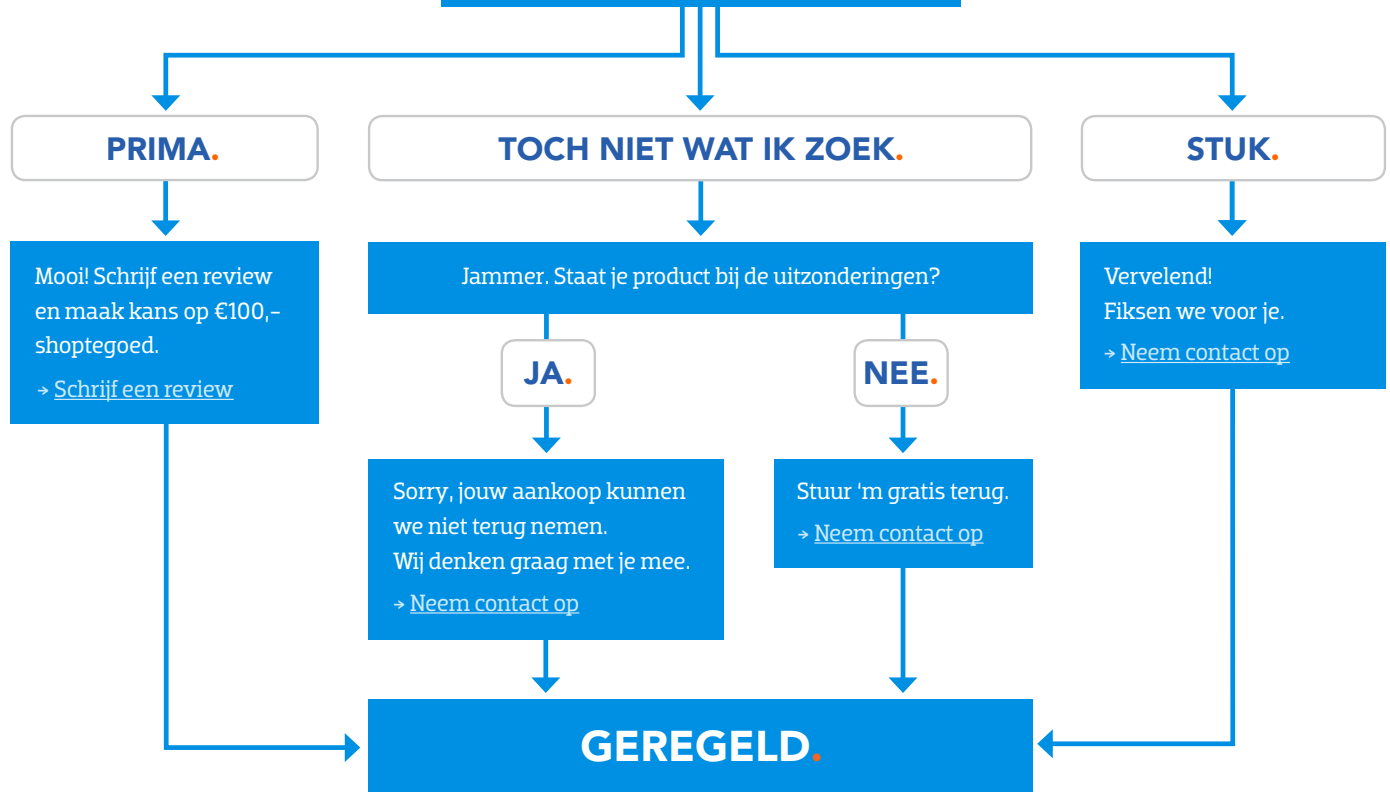 PRIMA.
TOCH NIET WAT IK ZOEK.
STUK.
Mooi! Schrijf een review
en maak kans op €100,-
shoptegoed.
→ Schrijf een review
Jammer. Staat je product bij de uitzonderingen?
Vervelend!
Fiksen we voor je.
→ Neem contact op
JA.
NEE.
Sorry, jouw aankoop kunnen
we niet terug nemen.
Wij denken graag met je mee.
→ Neem contact op
Stuur ‘m gratis terug.
→ Neem contact op
GEREGELD.